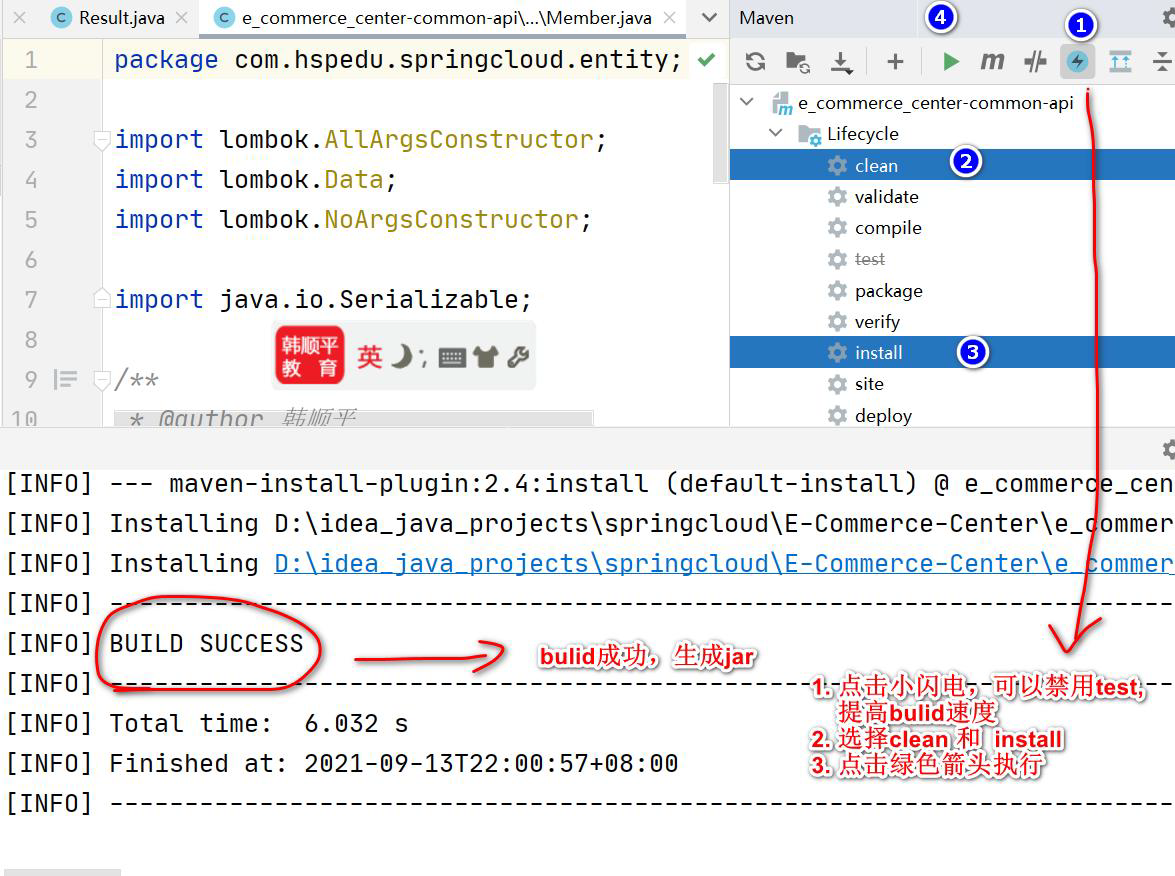 Result.java
e_commerce_center-common-api\...\Member.java
1 package com.hspedu.springcloud.entity;
2
3 import lombok.AllArgsConstructor;
4 import lombok.Data;
5 import lombok.NoArgsConstructor;
6
7 import java.io.Serializable;
8
9 /**
10 * @author 韩顺平
韩顺平
教 育
英
Maven
4
1
e_commerce_center-common-api
Lifecycle
clean 2
validate
compile
test
package
verify
install 3
site
deploy
[INFO] --- maven-install-plugin:2.4:install (default-install) @ e_commerce_cen
[INFO] Installing D:\idea_java_projects\springcloud\E-Commerce-Center\e_commer
[INFO] Installing D:\idea_java_projects\springcloud\E-Commerce-Center\e_commer
[INFO] ------------------------------------------------------------------------
[INFO] BUILD SUCCESS
bulid成功，生成jar
[INFO] ------------------------------------------------------------------------
[INFO] Total time:  6.032 s
[INFO] Finished at: 2021-09-13T22:00:57+08:00
[INFO] ------------------------------------------------------------------------
1. 点击小闪电，可以禁用test,
提高bulid速度
2. 选择clean 和 install
3. 点击绿色箭头执行